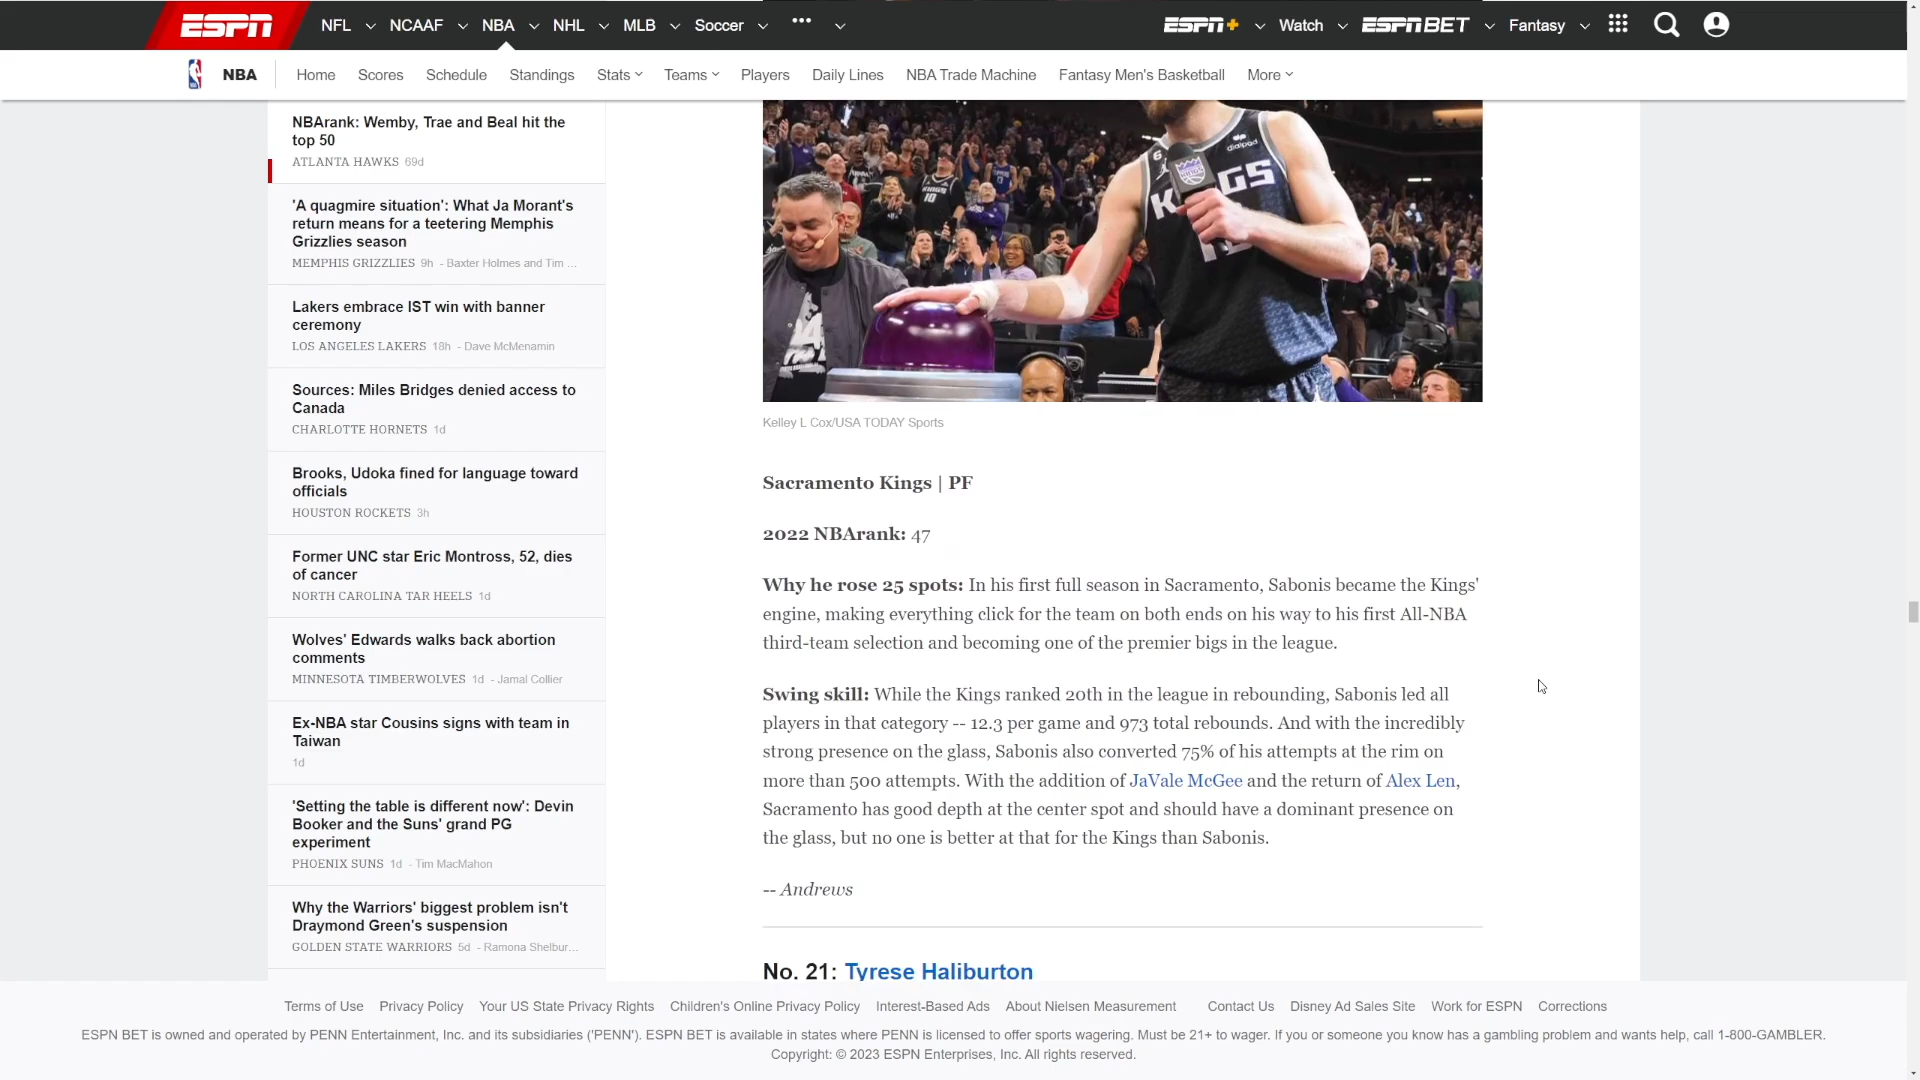 ESPN NFL NCAAF NBA NHL MLB Soccer ••• ESPN+ Watch ESPN BET Fantasy
NBA Home Scores Schedule Standings Stats Teams Players Daily Lines NBA Trade Machine Fantasy Men's Basketball More
NBArank: Wemby, Trae and Beal hit the
top 50
ATLANTA HAWKS 69d
'A quagmire situation': What Ja Morant's
return means for a teetering Memphis
Grizzlies season
MEMPHIS GRIZZLIES 9h - Baxter Holmes and Tim ...
Lakers embrace IST win with banner
ceremony
LOS ANGELES LAKERS 18h - Dave McMenamin
Sources: Miles Bridges denied access to
Canada
CHARLOTTE HORNETS 1d
Brooks, Udoka fined for language toward
officials
HOUSTON ROCKETS 3h
Former UNC star Eric Montross, 52, dies
of cancer
NORTH CAROLINA TAR HEELS 1d
Wolves' Edwards walks back abortion
comments
MINNESOTA TIMBERWOLVES 1d - Jamal Collier
Ex-NBA star Cousins signs with team in
Taiwan
1d
'Setting the table is different now': Devin
Booker and the Suns' grand PG
experiment
PHOENIX SUNS 1d - Tim MacMahon
Why the Warriors' biggest problem isn't
Draymond Green's suspension
GOLDEN STATE WARRIORS 5d - Ramona Shelbur...
dialpad
KINGS
10
Kelley L Cox/USA TODAY Sports
Sacramento Kings | PF
2022 NBArank: 47
Why he rose 25 spots: In his first full season in Sacramento, Sabonis became the Kings'
engine, making everything click for the team on both ends on his way to his first All-NBA
third-team selection and becoming one of the premier bigs in the league.
Swing skill: While the Kings ranked 20th in the league in rebounding, Sabonis led all
players in that category -- 12.3 per game and 973 total rebounds. And with the incredibly
strong presence on the glass, Sabonis also converted 75% of his attempts at the rim on
more than 500 attempts. With the addition of JaVale McGee and the return of Alex Len,
Sacramento has good depth at the center spot and should have a dominant presence on
the glass, but no one is better at that for the Kings than Sabonis.
-- Andrews
No. 21: Tyrese Haliburton
Terms of Use Privacy Policy Your US State Privacy Rights Children's Online Privacy Policy Interest-Based Ads About Nielsen Measurement Contact Us Disney Ad Sales Site Work for ESPN Corrections
ESPN BET is owned and operated by PENN Entertainment, Inc. and its subsidiaries ('PENN'). ESPN BET is available in states where PENN is licensed to offer sports wagering. Must be 21+ to wager. If you or someone you know has a gambling problem and wants help, call 1-800-GAMBLER.
Copyright: © 2023 ESPN Enterprises, Inc. All rights reserved.